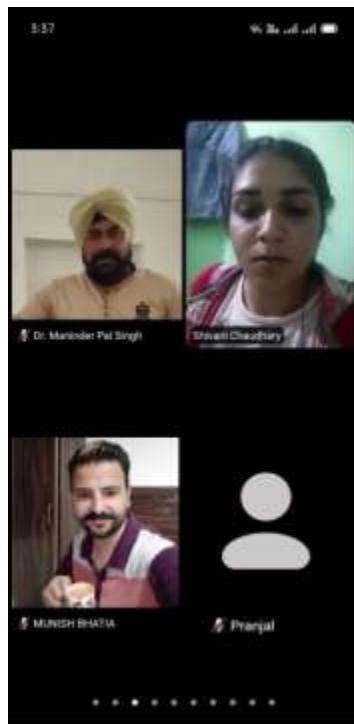 3:37
Dr. Maninder Pal Singh
Shivani Chaudhary
MUNISH BHATIA
Pranjal